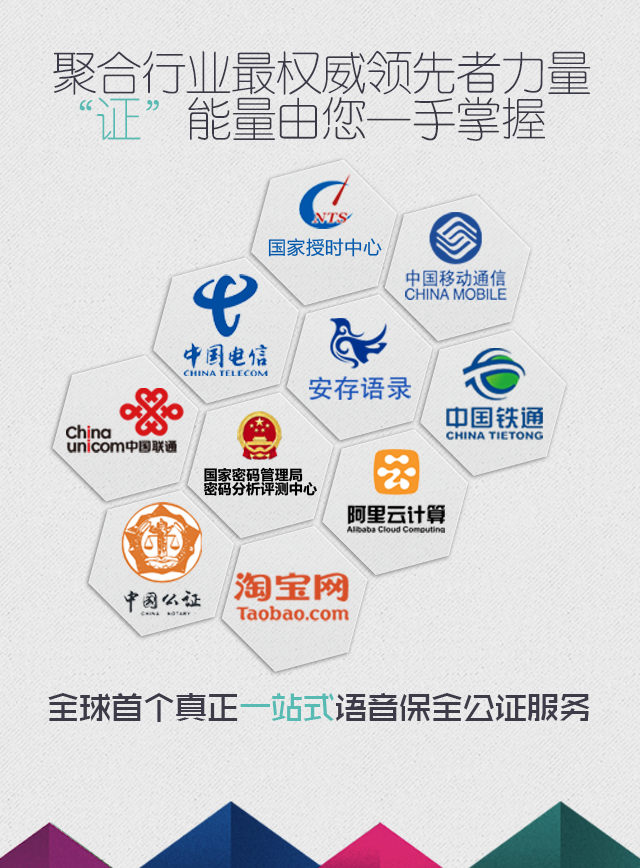 聚合行业最权威领先者力量
“证”能量由您一手掌握
NTS
国家授时中心
中国移动通信
CHINA MOBILE
中国电信
CHINA TELECOM
安存语录
中国铁通
CHINA TIETONG
China
unicom中国联通
国家密码管理局
密码分析评测中心
阿里云计算
Alibaba Cloud Computing
中国公证
CHINA NOTARY
淘宝网
Taobao.com
全球首个真正一站式语音保全公证服务